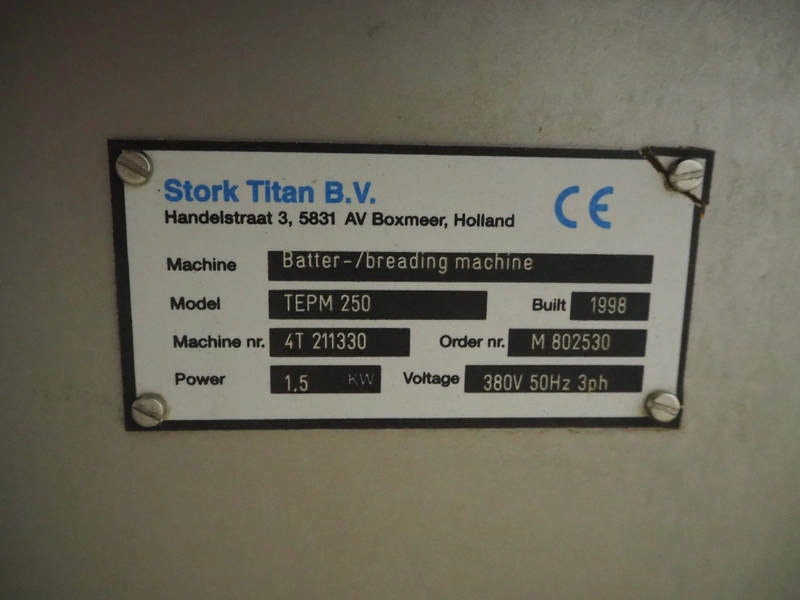 Stork Titan B.V.
Handelstraat 3, 5831 AV Boxmeer, Holland
CE
Machine Batter-/breading machine
Model TEPM 250 Built 1998
Machine nr. 4T 211330 Order nr. M 802530
Power 1,5 KW Voltage 380V 50Hz 3ph